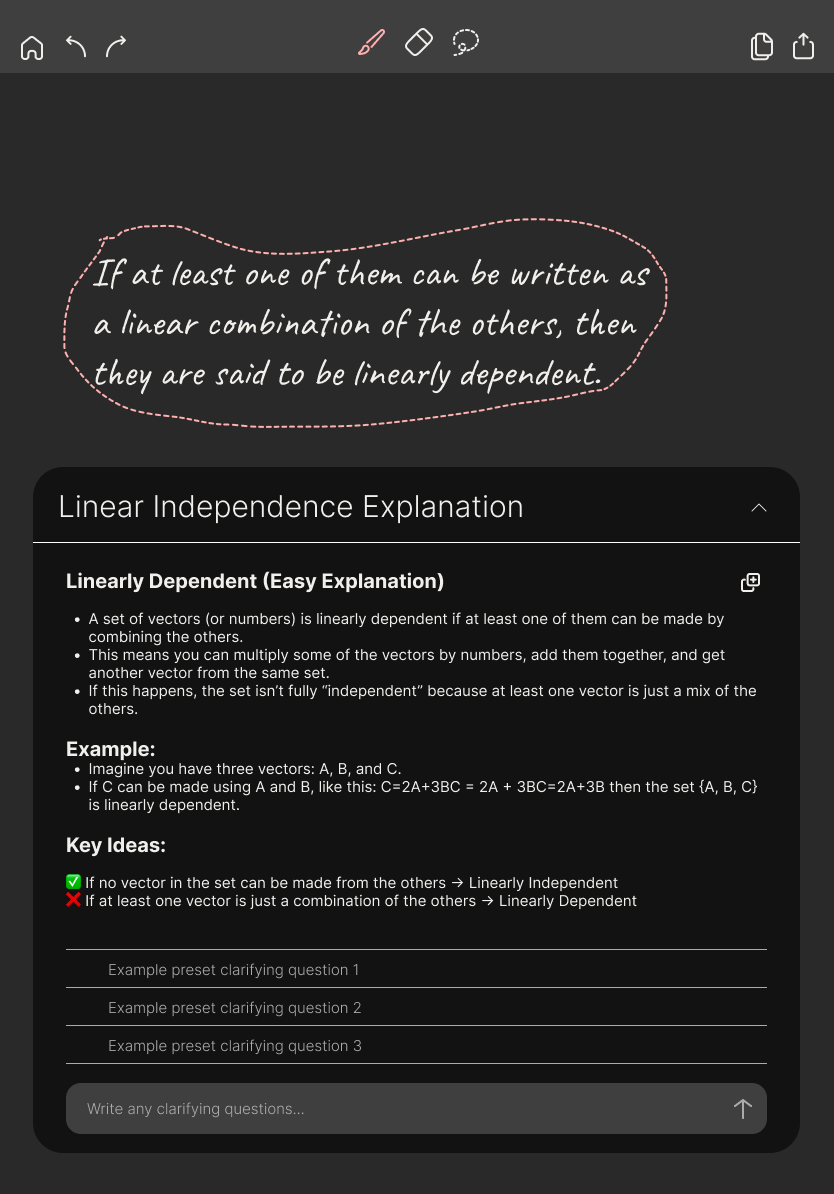 If at least one of them can be written as
a linear combination of the others, then
they are said to be linearly dependent.
Linear Independence Explanation
Linearly Dependent (Easy Explanation)
• A set of vectors (or numbers) is linearly dependent if at least one of them can be made by
combining the others.
• This means you can multiply some of the vectors by numbers, add them together, and get
another vector from the same set.
• If this happens, the set isn’t fully “independent” because at least one vector is just a mix of the
others.
Example:
• Imagine you have three vectors: A, B, and C.
• If C can be made using A and B, like this: C=2A+3BC = 2A + 3BC=2A+3B then the set {A, B, C}
is linearly dependent.
Key Ideas:
✅ If no vector in the set can be made from the others → Linearly Independent
❌ If at least one vector is just a combination of the others → Linearly Dependent
Example preset clarifying question 1
Example preset clarifying question 2
Example preset clarifying question 3
Write any clarifying questions...